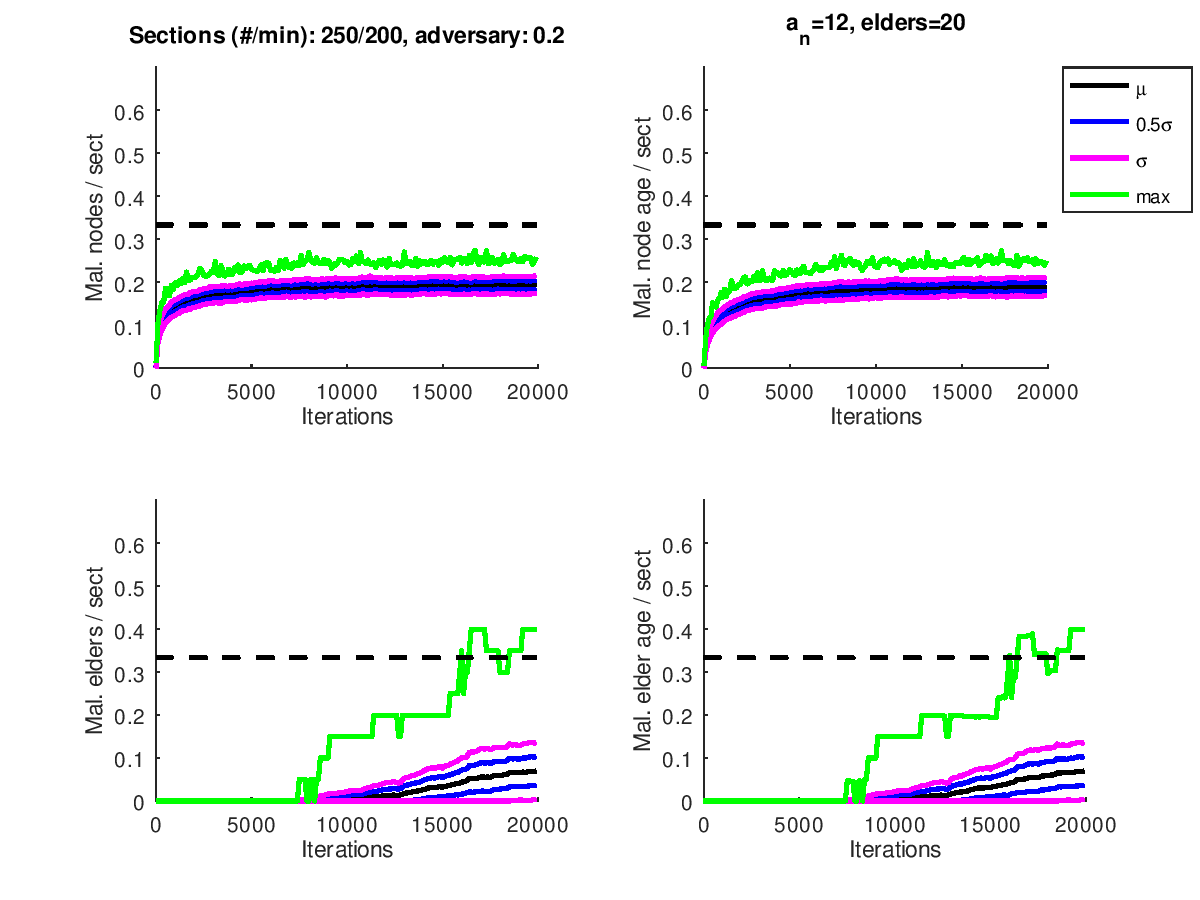 Sections (#/min): 250/200, adversary: 0.2
Mal. nodes / sect
0.6
0.5
0.4
0.3
0.2
0.1
0
0 5000 10000 15000 20000
Iterations
a_n=12, elders=20
Mal. node age / sect
0.6
0.5
0.4
0.3
0.2
0.1
0
0 5000 10000 15000 20000
Iterations
μ
0.5σ
σ
max
Mal. elders / sect
0.6
0.5
0.4
0.3
0.2
0.1
0
0 5000 10000 15000 20000
Iterations
Mal. elder age / sect
0.6
0.5
0.4
0.3
0.2
0.1
0
0 5000 10000 15000 20000
Iterations